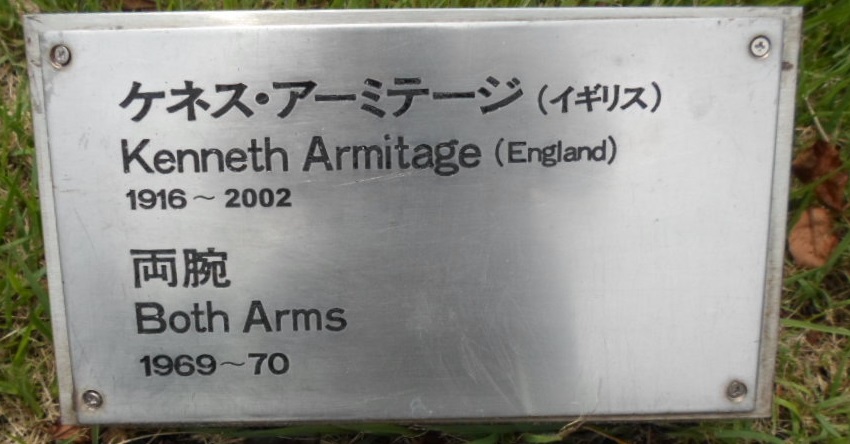 ケネス・アーミテージ（イギリス）
Kenneth Armitage (England)
1916～2002
両腕
Both Arms
1969～70